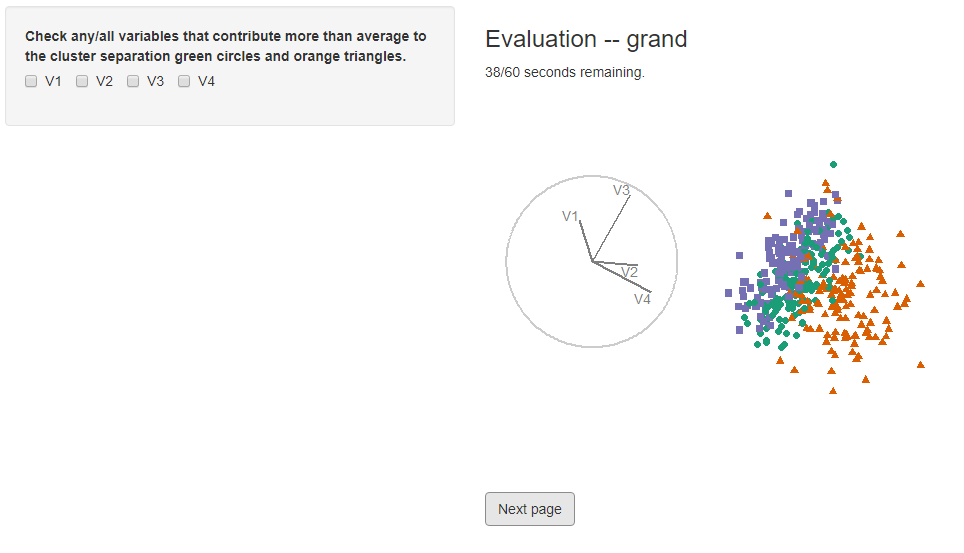 Check any/all variables that contribute more than average to
the cluster separation green circles and orange triangles.
V1 V2 V3 V4
Evaluation -- grand
38/60 seconds remaining.
V3
V1
V2
V4
Next page